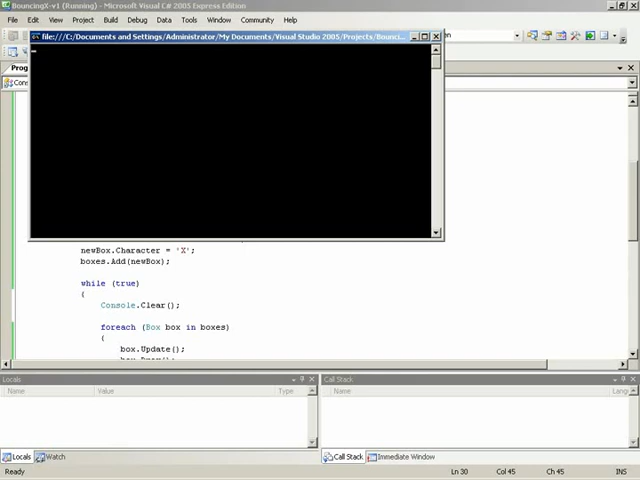 BouncingX-v1 (Running) - Microsoft Visual C# 2005 Express Edition
File Edit View Project Build Debug Data Tools Window Community Help
file:///C:/Documents and Settings/Administrator/My Documents/Visual Studio 2005/Projects/Bounci...
newBox.Character = 'X';
boxes.Add(newBox);
while (true)
{
Console.Clear();
foreach (Box box in boxes)
{
box.Update();
Locals
Call Stack
Name Value Type
Name
Locals Watch
Call Stack Immediate Window
Ready Ln 30 Col 45 Ch 45 INS